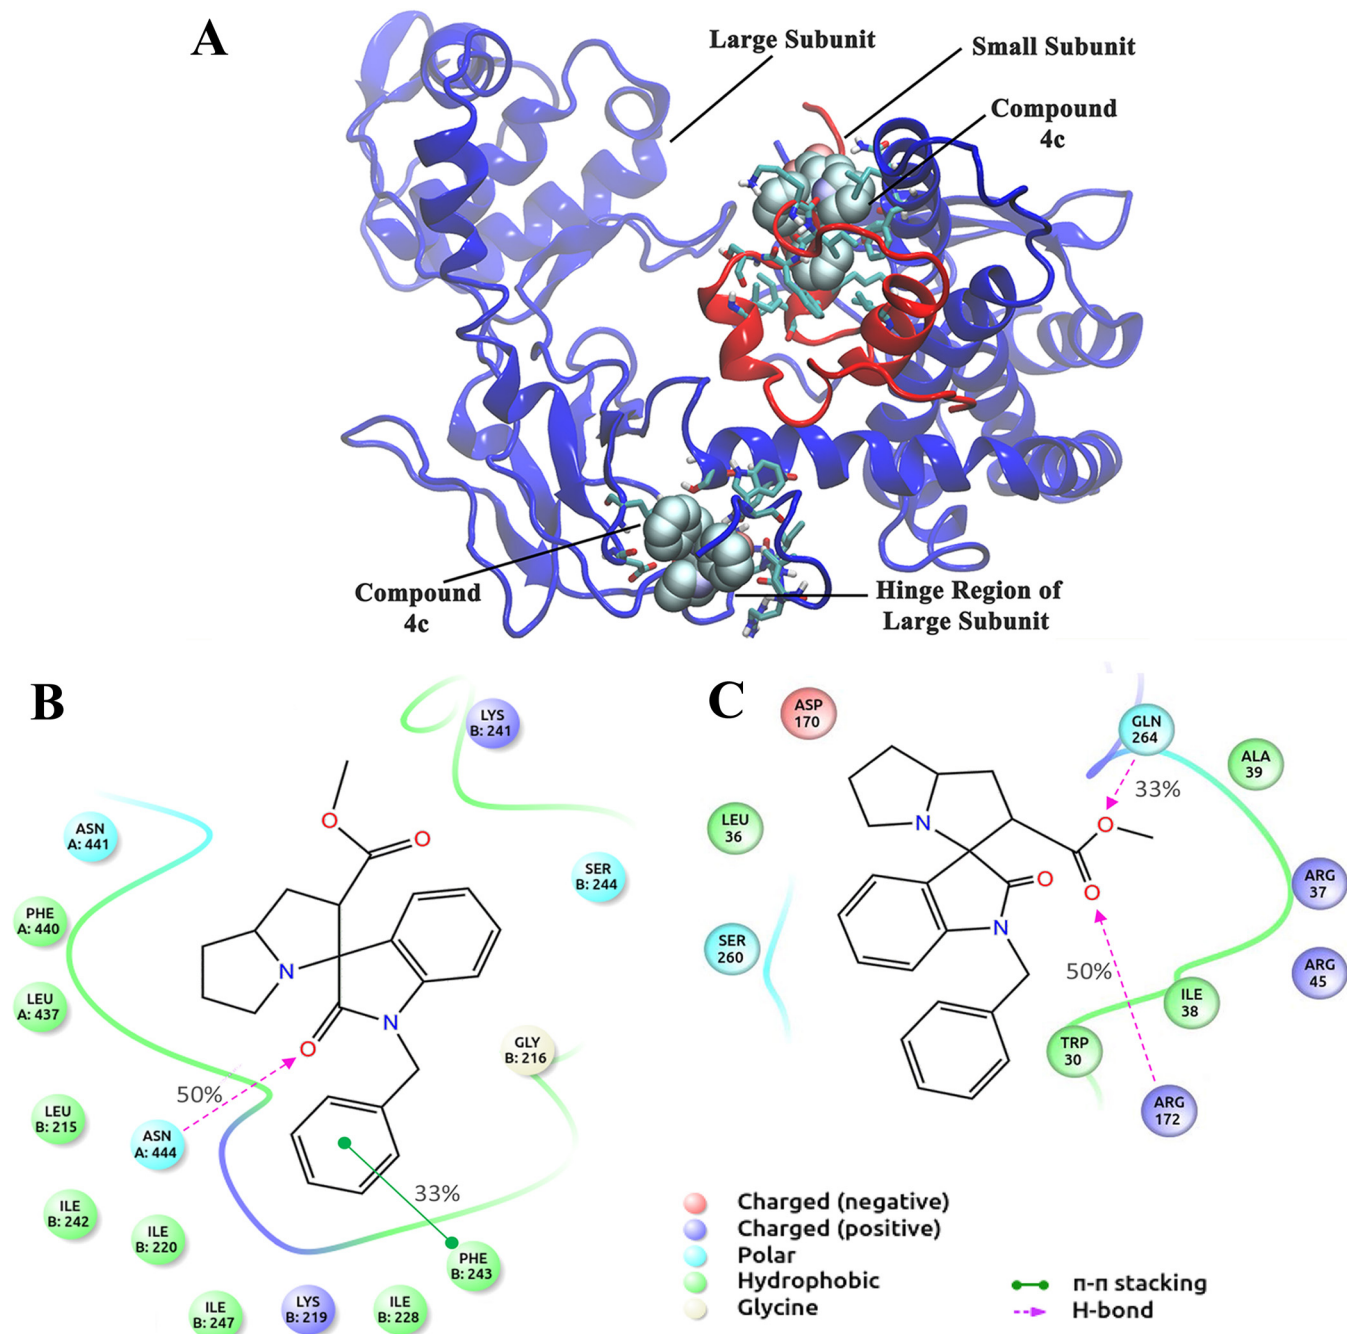 A
Large Subunit
Small Subunit
Compound
4c
Compound
4c
Hinge Region of
Large Subunit
B
LYS
B: 241
ASN
A: 441
SER
B: 244
PHE
A: 440
LEU
A: 437
GLY
B: 216
LEU
B: 215
ASN
A: 444
50%
33%
ILE
B: 242
ILE
B: 220
PHE
B: 243
ILE
B: 247
LYS
B: 219
ILE
B: 228
O
O
N
O
N
C
ASP
170
GLN
264
ALA
39
33%
LEU
36
ARG
37
SER
260
ARG
45
50%
ILE
38
TRP
30
ARG
172
N
O
O
O
N
Charged (negative)
Charged (positive)
Polar
Hydrophobic
Glycine
π-π stacking
H-bond